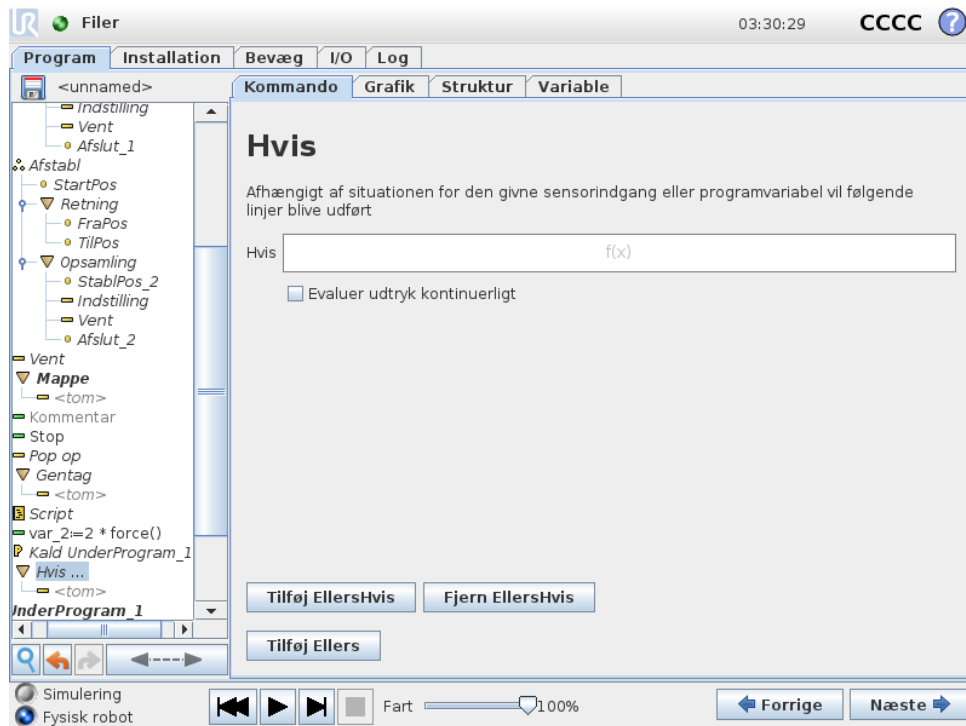 UR Filer 03:30:29 CCCC ?
Program Installation Bevæg I/O Log
<unnamed> Kommando Grafik Struktur Variable
Indstilling
Vent
Afslut_1
Afstabl
StartPos
Retning
FraPos
TilPos
Opsamling
StablPos_2
Indstilling
Vent
Afslut_2
Vent
Mappe
<tom>
Kommentar
Stop
Pop op
Gentag
<tom>
Script
var_2:=2 * force()
Kald UnderProgram_1
Hvis ...
<tom>
UnderProgram_1
Hvis
Afhængigt af situationen for den givne sensorindgang eller programvariabel vil følgende
linjer blive udført
Hvis f(x)
Evaluer udtryk kontinuerligt
Tilføj EllersHvis Fjern EllersHvis
Tilføj Ellers
Simulering
Fysisk robot
Fart 100%
Forrige Næste